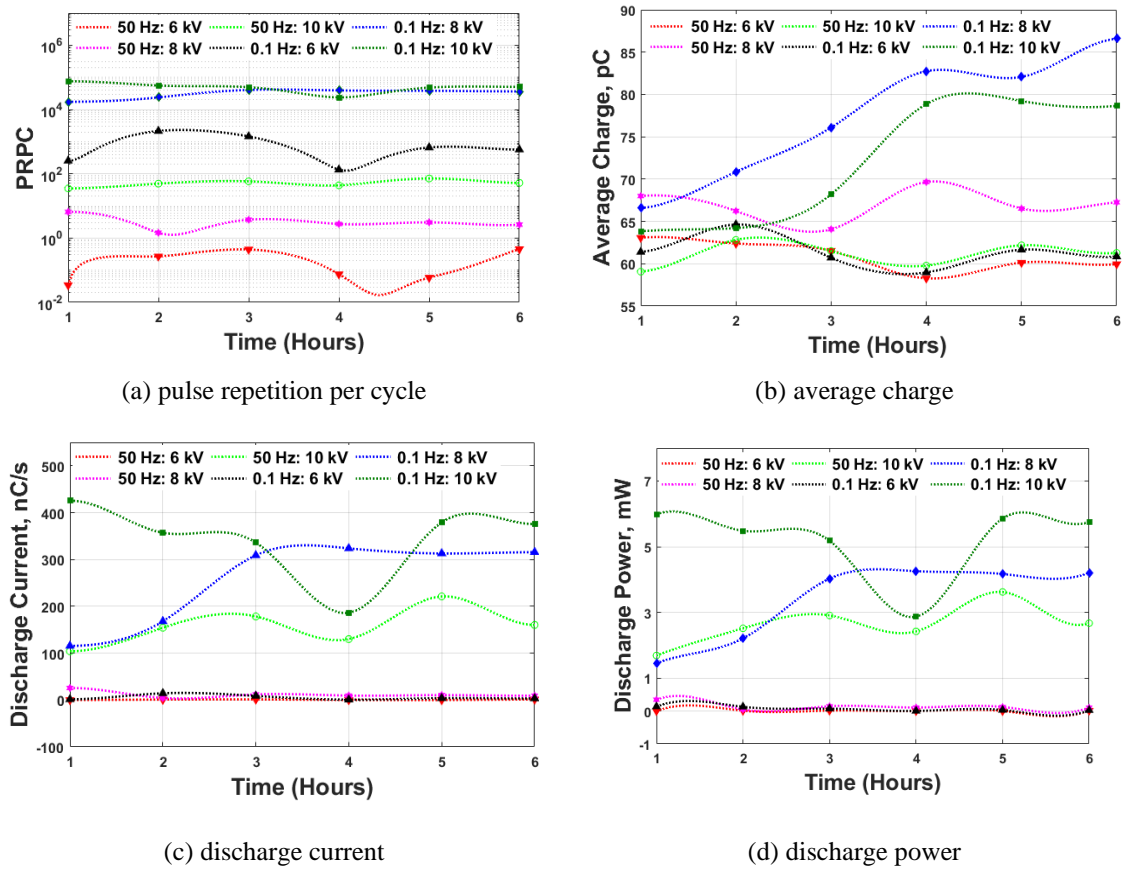 50 Hz: 6 kV 50 Hz: 10 kV 0.1 Hz: 8 kV
50 Hz: 8 kV 0.1 Hz: 6 kV 0.1 Hz: 10 kV
PRPC
10^6
10^4
10^2
10^0
10^-2
1 2 3 4 5 6
Time (Hours)
(a) pulse repetition per cycle
50 Hz: 6 kV 50 Hz: 10 kV 0.1 Hz: 8 kV
50 Hz: 8 kV 0.1 Hz: 6 kV 0.1 Hz: 10 kV
Average Charge, pC
90
85
80
75
70
65
60
55
1 2 3 4 5 6
Time (Hours)
(b) average charge
50 Hz: 6 kV 50 Hz: 10 kV 0.1 Hz: 8 kV
50 Hz: 8 kV 0.1 Hz: 6 kV 0.1 Hz: 10 kV
Discharge Current, nC/s
500
400
300
200
100
0
-100
1 2 3 4 5 6
Time (Hours)
(c) discharge current
50 Hz: 6 kV 50 Hz: 10 kV 0.1 Hz: 8 kV
50 Hz: 8 kV 0.1 Hz: 6 kV 0.1 Hz: 10 kV
Discharge Power, mW
7
5
3
1
0
-1
1 2 3 4 5 6
Time (Hours)
(d) discharge power